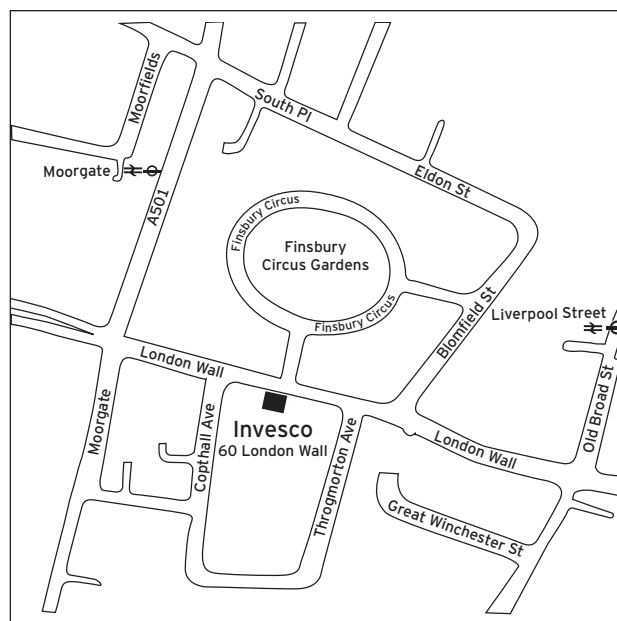 Moorfields
South Pl
Eldon St
Moorgate
A501
Finsbury Circus
Finsbury
Circus Gardens
Finsbury Circus
Blomfield St
Liverpool Street
London Wall
Old Broad St
Moorgate
Copthall Ave
Invesco
60 London Wall
Throgmorton Ave
London Wall
Great Winchester St